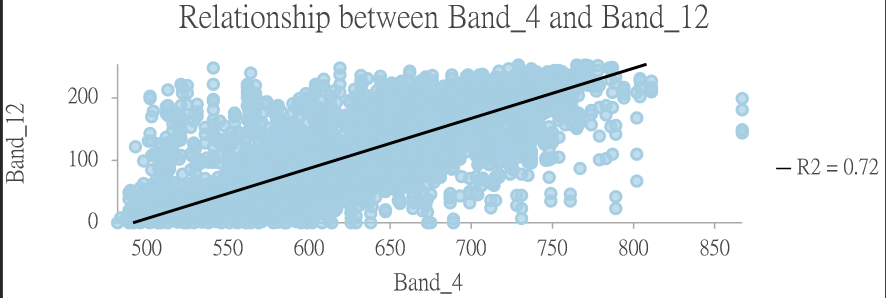 Relationship between Band_4 and Band_12
Band_12
200
100
0
500 550 600 650 700 750 800 850
Band_4
R2 = 0.72